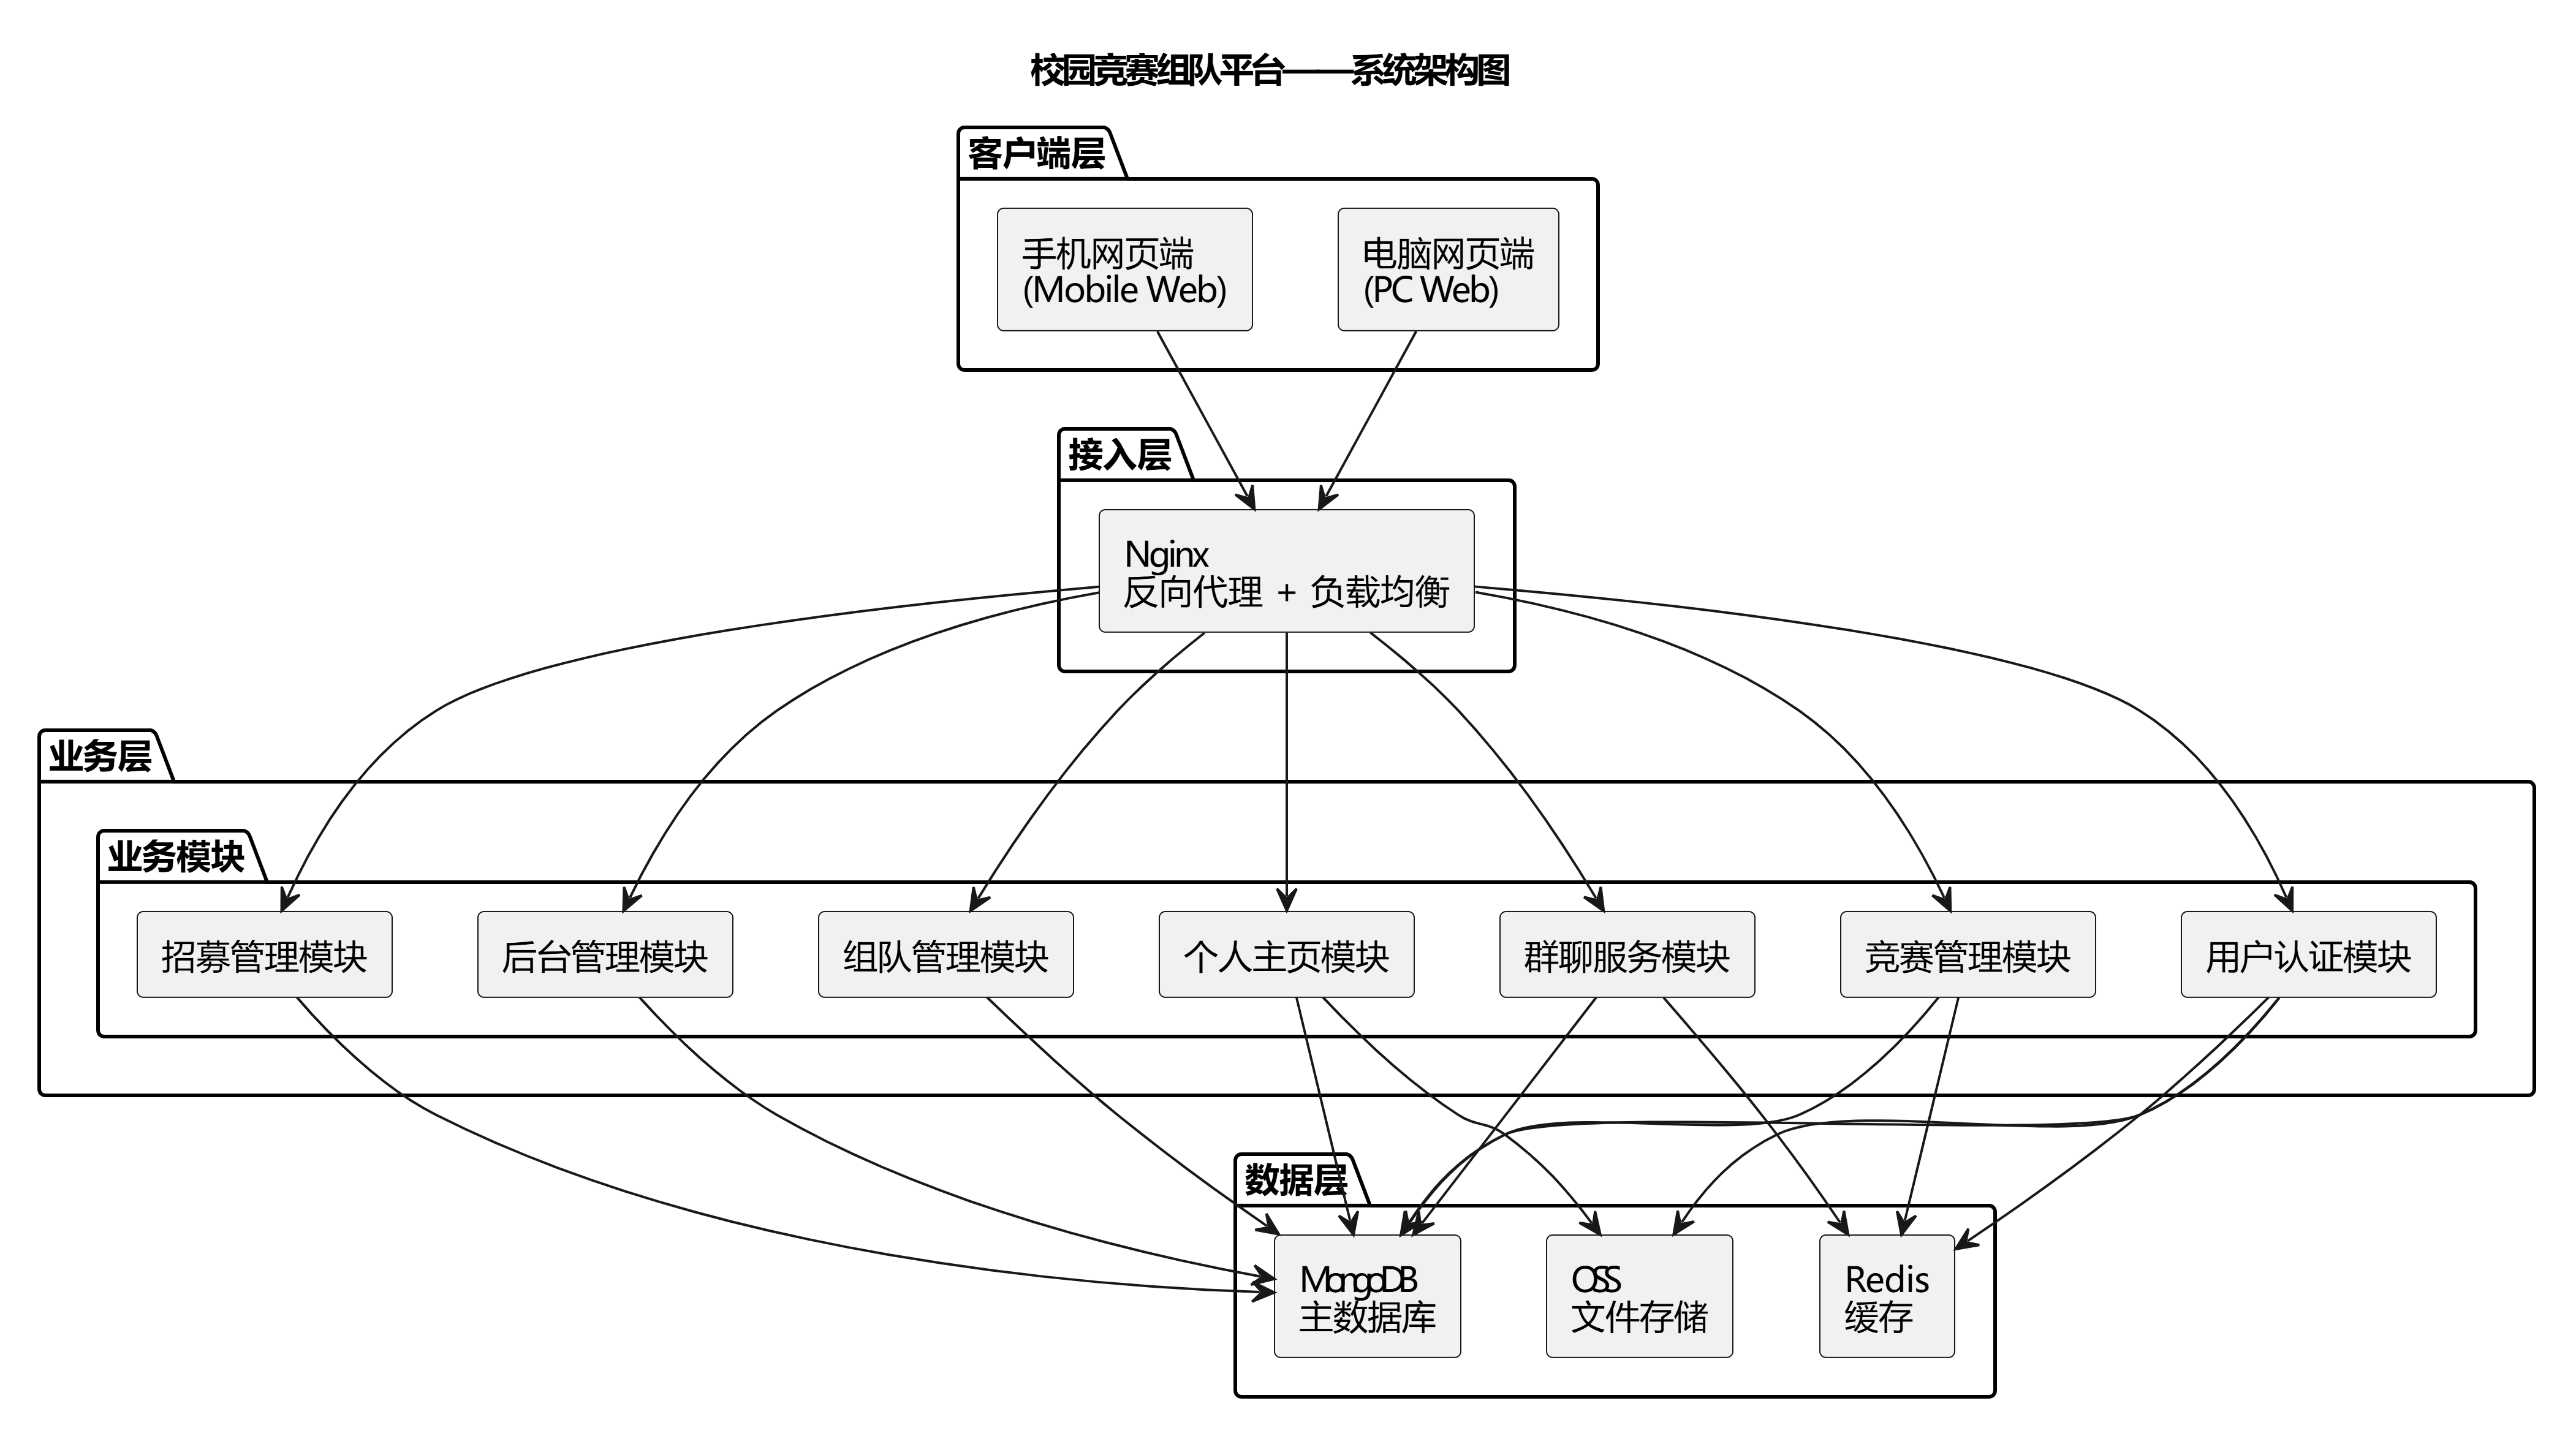 校园竞赛组队平台——系统架构图
客户端层
手机网页端
(Mobile Web)
电脑网页端
(PC Web)
接入层
Nginx
反向代理 + 负载均衡
业务层
业务模块
招募管理模块
后台管理模块
组队管理模块
个人主页模块
群聊服务模块
竞赛管理模块
用户认证模块
数据层
MongoDB
主数据库
OSS
文件存储
Redis
缓存